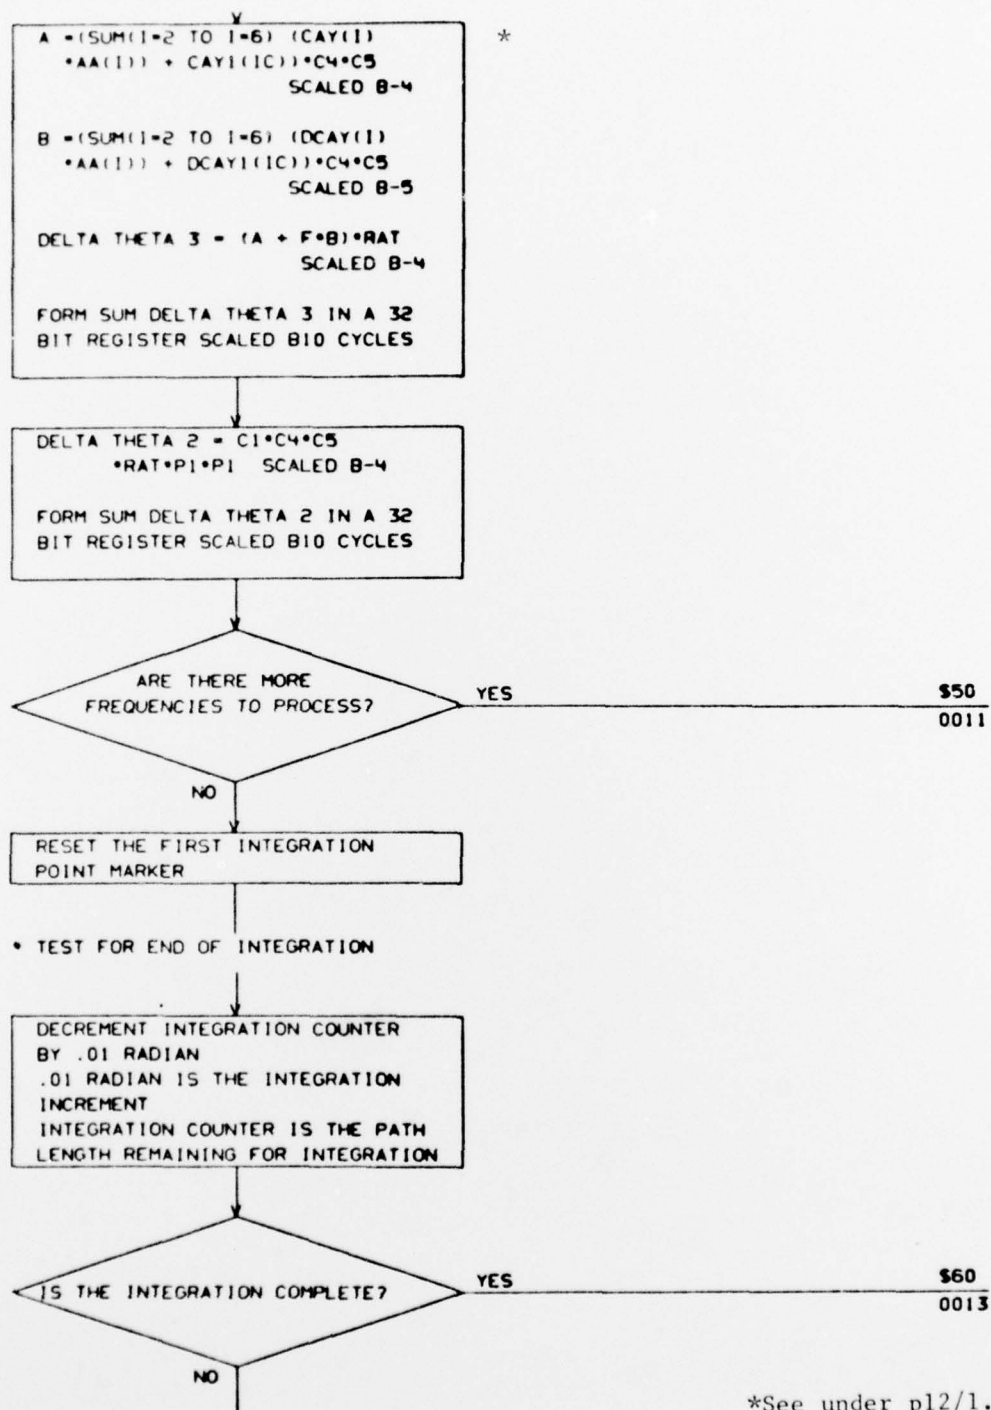 A =(SUM(I=2 TO I=6) (CAY(I) *
*AA(I)) + CAY1(IC))*C4*C5
SCALED B-4
B =(SUM(I=2 TO I=6) (DCAY(I)
*AA(I)) + DCAY1(IC))*C4*C5
SCALED B-5
DELTA THETA 3 = (A + F*B)*RAT
SCALED B-4
FORM SUM DELTA THETA 3 IN A 32
BIT REGISTER SCALED B10 CYCLES
DELTA THETA 2 = C1*C4*C5
*RAT*P1*P1 SCALED B-4
FORM SUM DELTA THETA 2 IN A 32
BIT REGISTER SCALED B10 CYCLES
ARE THERE MORE
FREQUENCIES TO PROCESS?
YES
$50
0011
NO
RESET THE FIRST INTEGRATION
POINT MARKER
* TEST FOR END OF INTEGRATION
DECREMENT INTEGRATION COUNTER
BY .01 RADIAN
.01 RADIAN IS THE INTEGRATION
INCREMENT
INTEGRATION COUNTER IS THE PATH
LENGTH REMAINING FOR INTEGRATION
IS THE INTEGRATION COMPLETE?
YES
$60
0013
NO
*See under p12/1.